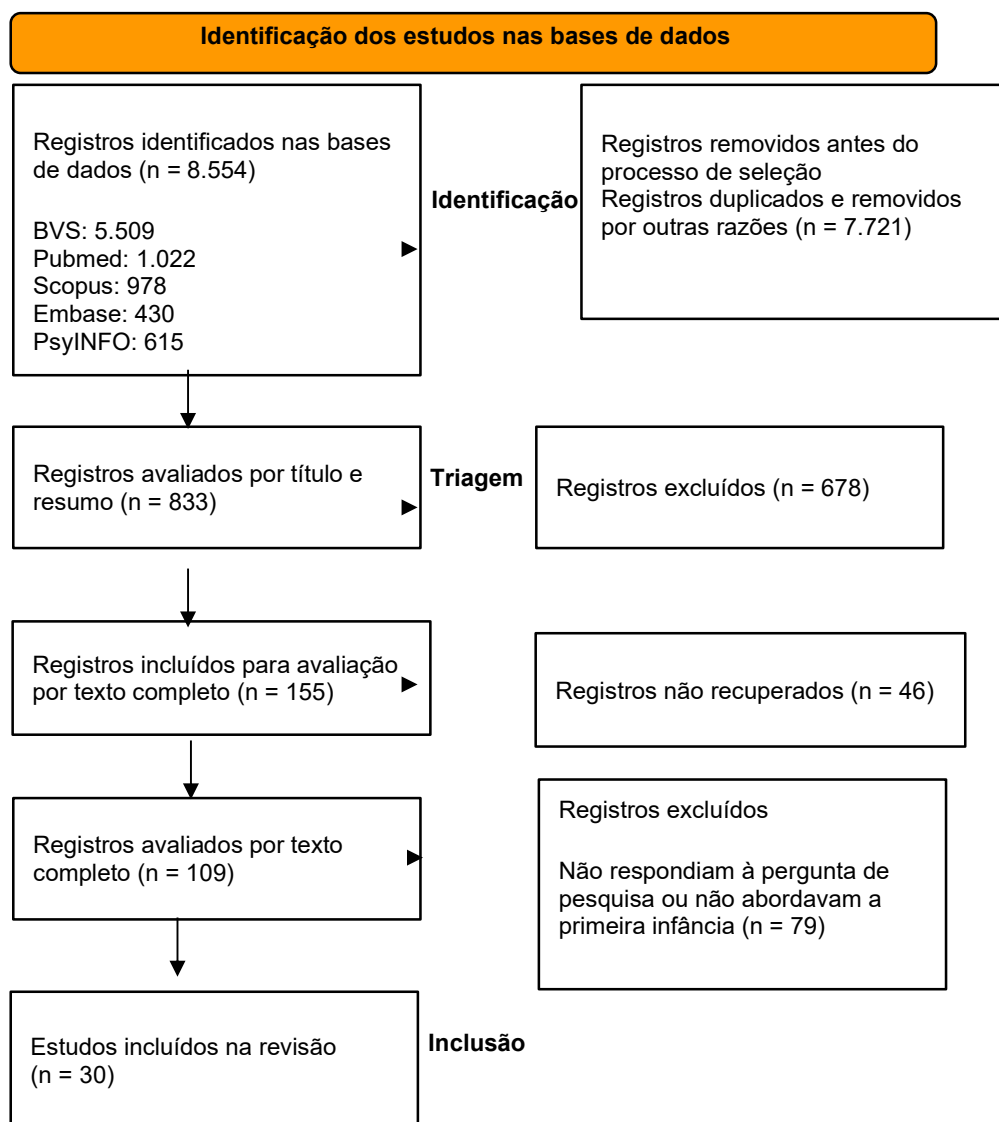 Identificação dos estudos nas bases de dados
Registros identificados nas bases
de dados (n = 8.554)
BVS: 5.509
Pubmed: 1.022
Scopus: 978
Embase: 430
PsyINFO: 615
Identificação
Registros removidos antes do
processo de seleção
Registros duplicados e removidos
por outras razões (n = 7.721)
Registros avaliados por título e
resumo (n = 833)
Triagem
Registros excluídos (n = 678)
Registros incluídos para avaliação
por texto completo (n = 155)
Registros não recuperados (n = 46)
Registros avaliados por texto
completo (n = 109)
Registros excluídos
Não respondiam à pergunta de
pesquisa ou não abordavam a
primeira infância (n = 79)
Estudos incluídos na revisão
(n = 30)
Inclusão